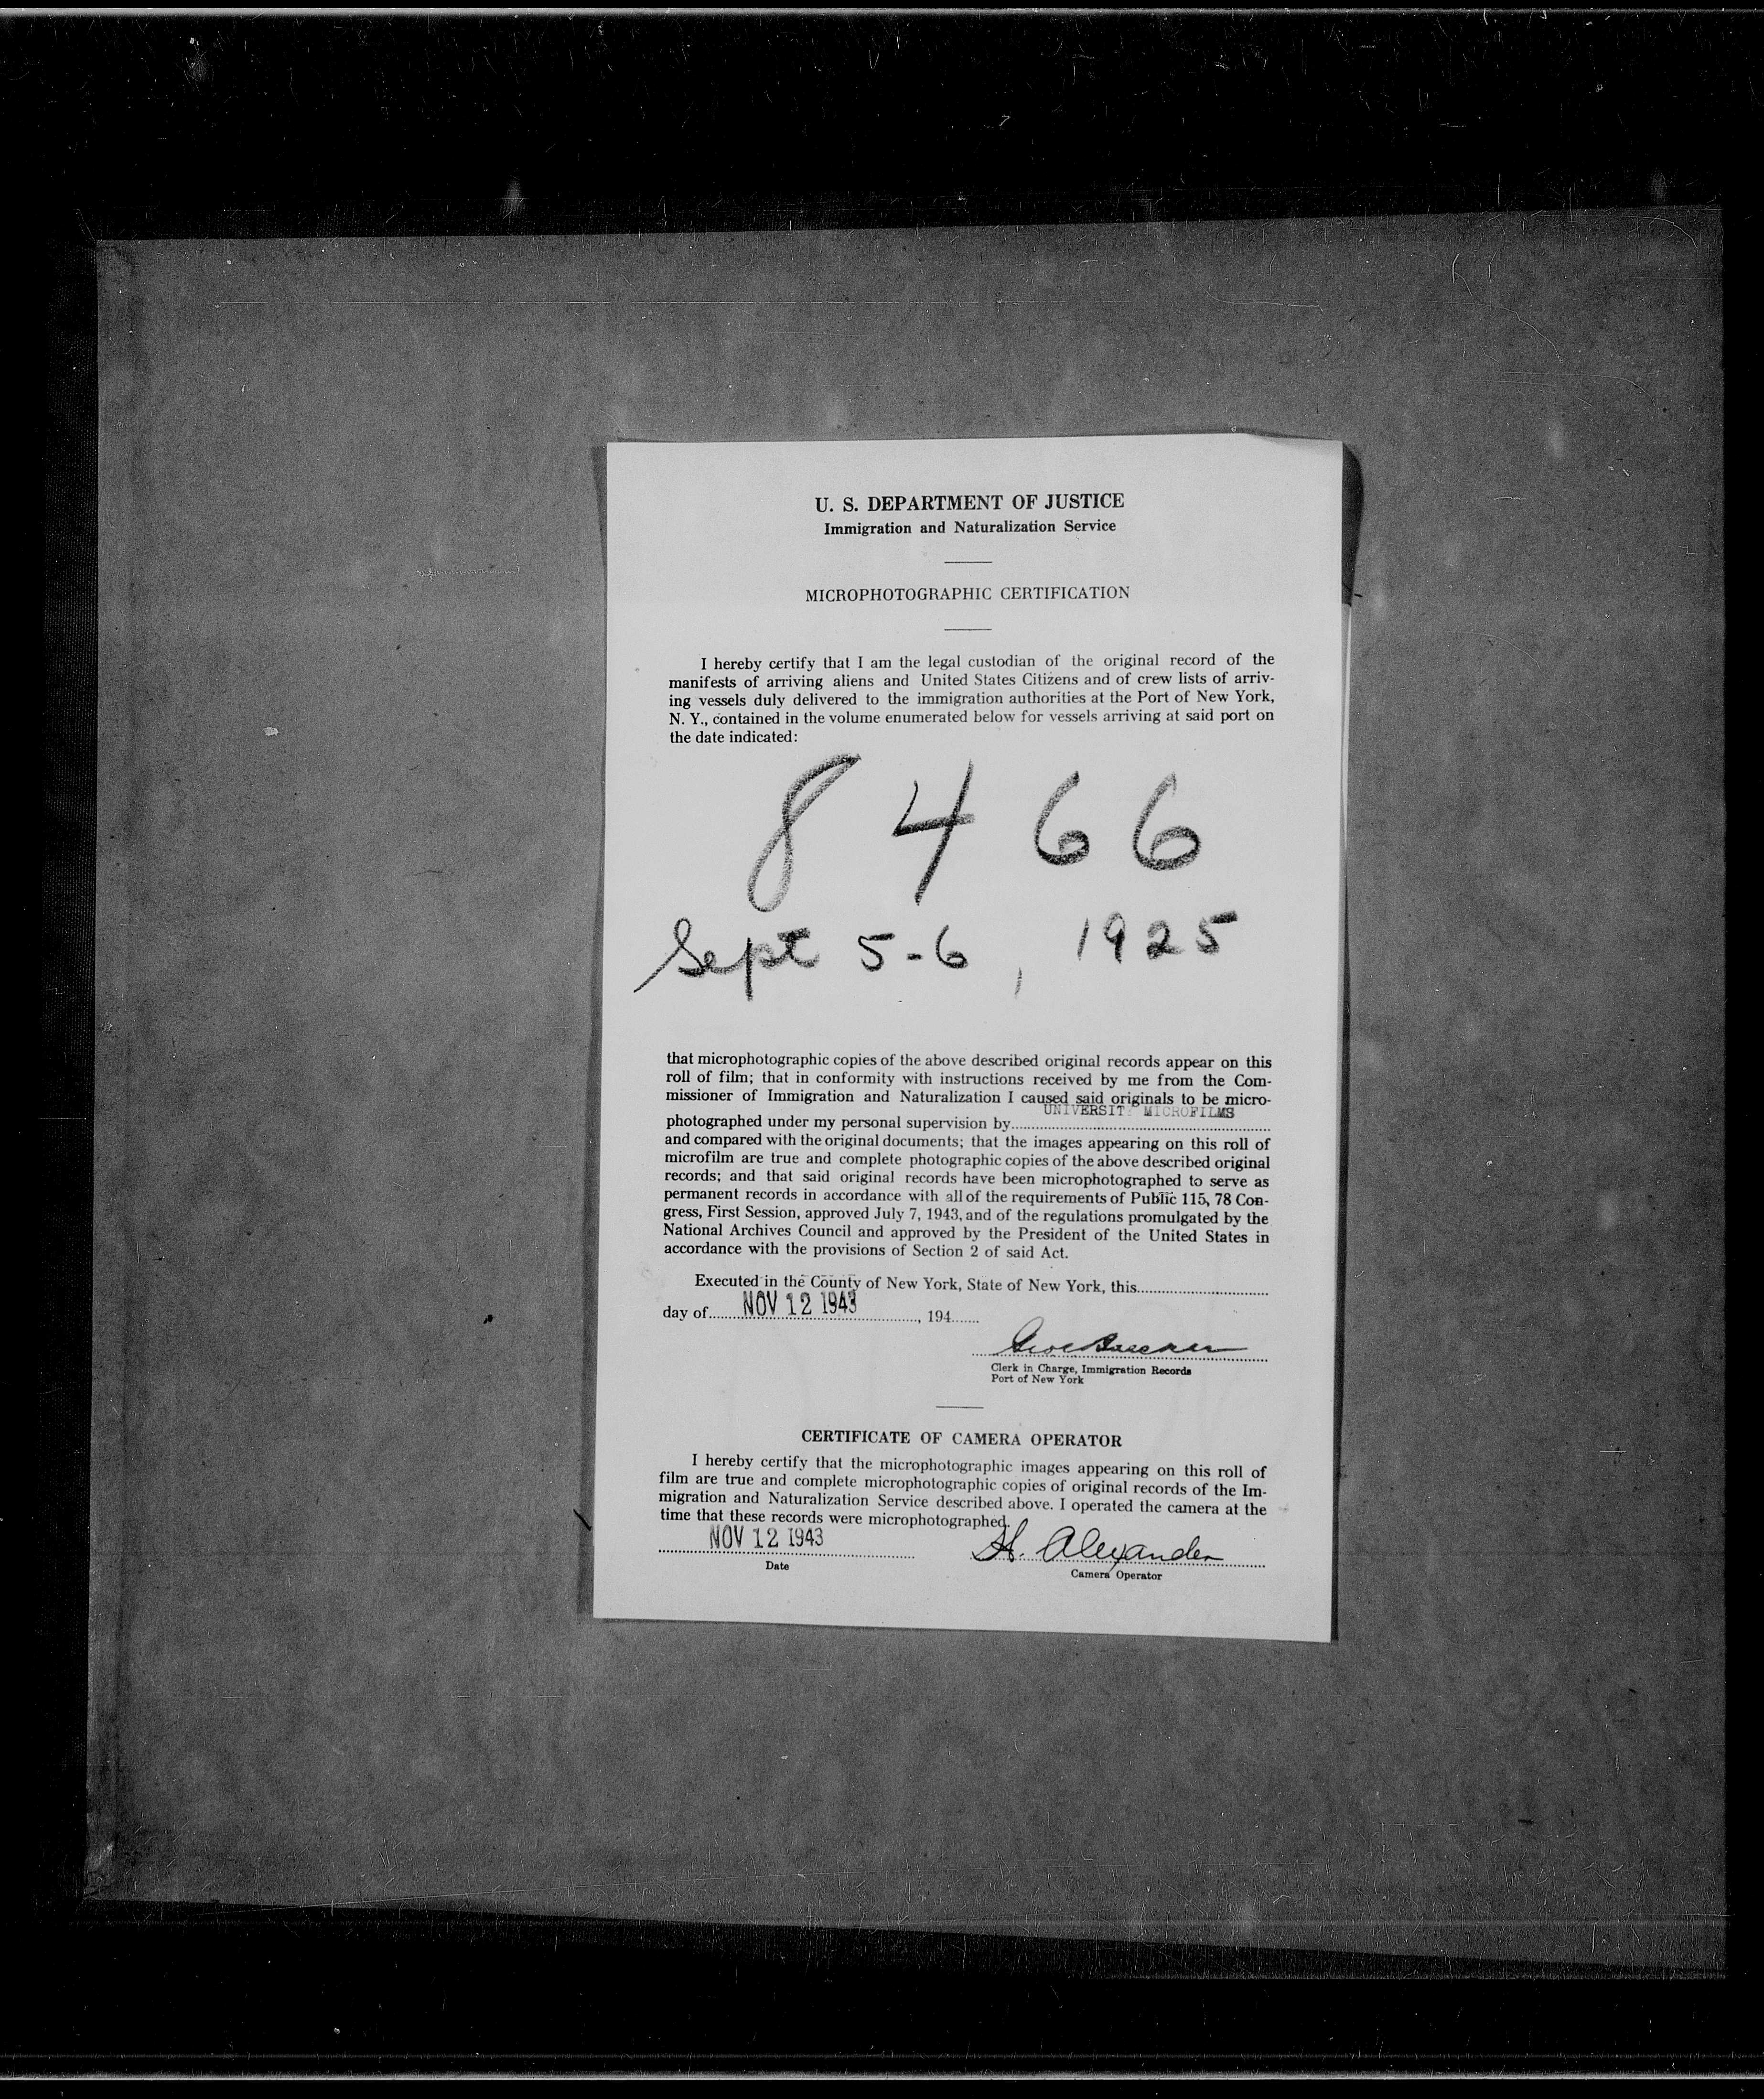 U. S. DEPARTMENT OF JUSTICE
Immigration and Naturalization Service
MICROPHOTOGRAPHIC CERTIFICATION
I hereby certify that I am the legal custodian of the original record of the
manifests of arriving aliens and United States Citizens and of crew lists of arriv-
ing vessels duly delivered to the immigration authorities at the Port of New York,
N. Y., contained in the volume enumerated below for vessels arriving at said port on
the date indicated:
8 4 6 6
Sept 5-6, 1925
that microphotographic copies of the above described original records appear on this
roll of film; that in conformity with instructions received by me from the Com-
missioner of Immigration and Naturalization I caused said originals to be micro-
UNIVERSIT MICROFILMS
photographed under my personal supervision by
and compared with the original documents; that the images appearing on this roll of
microfilm are true and complete photographic copies of the above described original
records; and that said original records have been microphotographed to serve as
permanent records in accordance with all of the requirements of Public 115, 78 Con-
gress, First Session, approved July 7, 1943, and of the regulations promulgated by the
National Archives Council and approved by the President of the United States in
accordance with the provisions of Section 2 of said Act.
Executed in the County of New York, State of New York, this
day of NOV 12 1943, 194
Clerk in Charge, Immigration Records
Port of New York
CERTIFICATE OF CAMERA OPERATOR
I hereby certify that the microphotographic images appearing on this roll of
film are true and complete microphotographic copies of original records of the Im-
migration and Naturalization Service described above. I operated the camera at the
time that these records were microphotographed.
NOV 12 1943 H. Alexander
Date Camera Operator